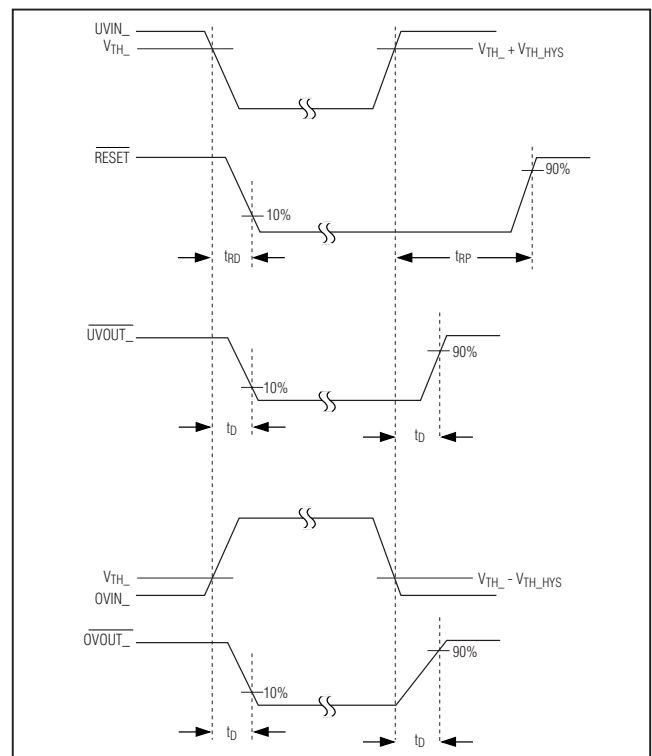 UVIN_
VTH_
VTH_ + VTH_HYS
RESET
90%
10%
tRD
tRP
UVOUT_
90%
10%
tD
tD
VTH_
VTH_ - VTH_HYS
OVIN_
OVOUT_
90%
10%
tD
tD